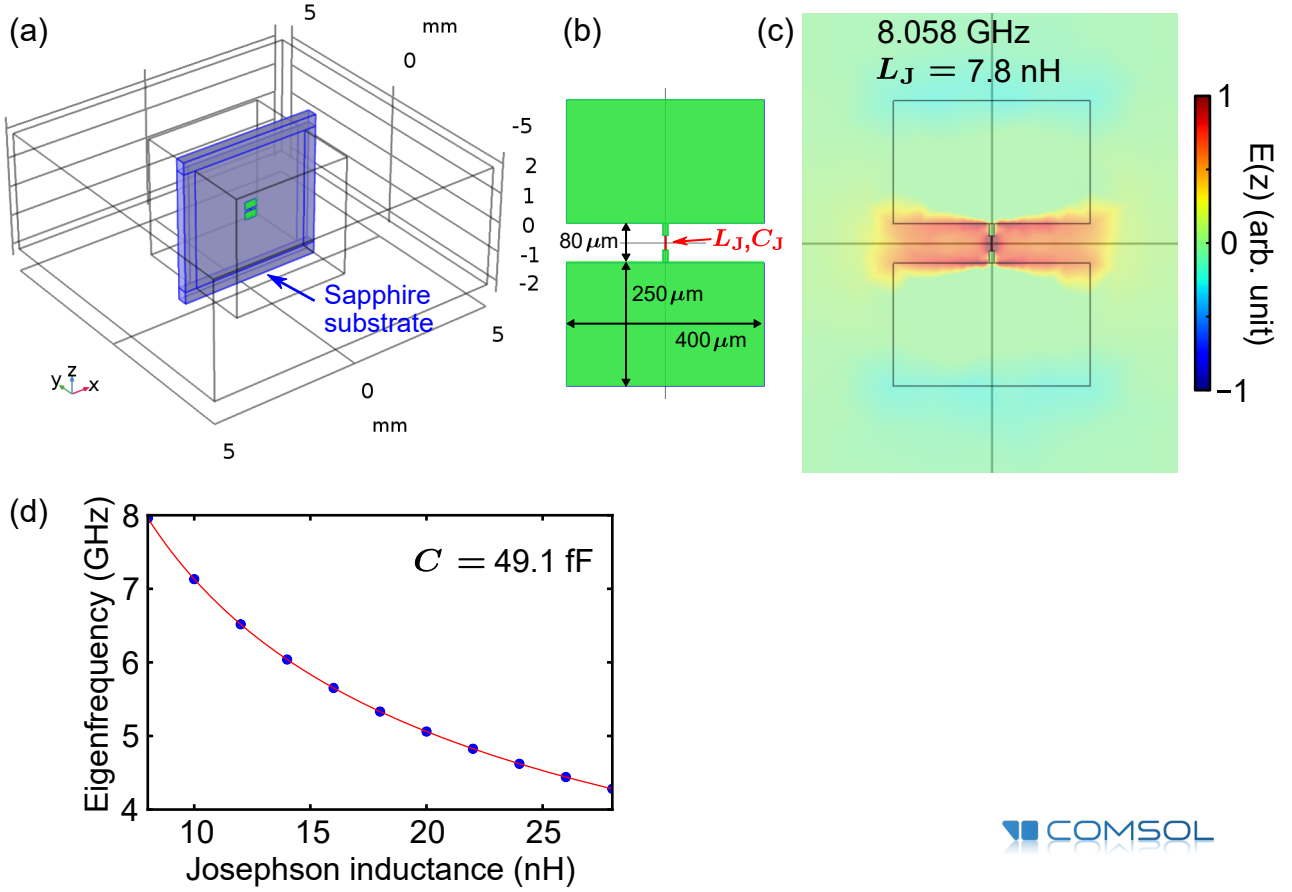 (a)
5
mm
0
-5
2
1
0
-1
-2
5
0
mm
5
Sapphire
substrate
y z x
(b)
80 μm
L_J, C_J
250 μm
400 μm
(c)
8.058 GHz
L_J = 7.8 nH
1
0
−1
E(z) (arb. unit)
(d)
Eigenfrequency (GHz)
8
7
6
5
4
C = 49.1 fF
10 15 20 25
Josephson inductance (nH)
COMSOL